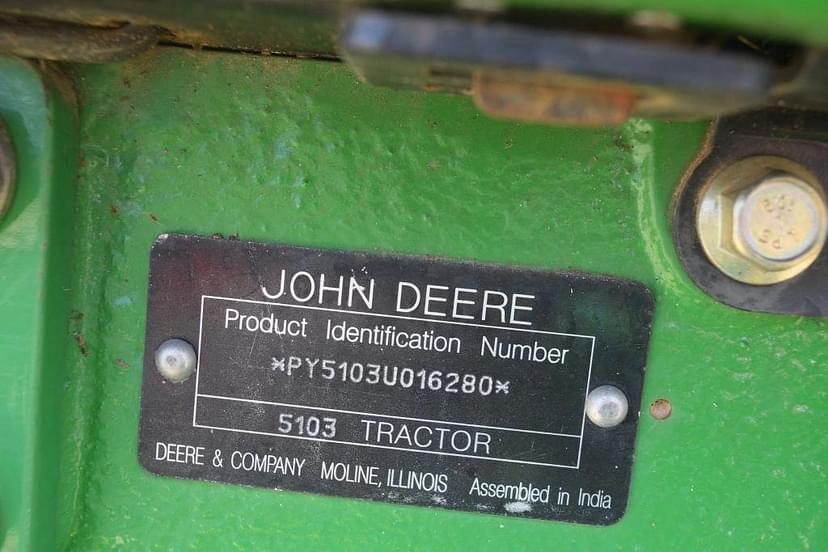 JOHN DEERE
Product Identification Number
*PY5103U016280*
5103 TRACTOR
DEERE & COMPANY MOLINE, ILLINOIS Assembled in India